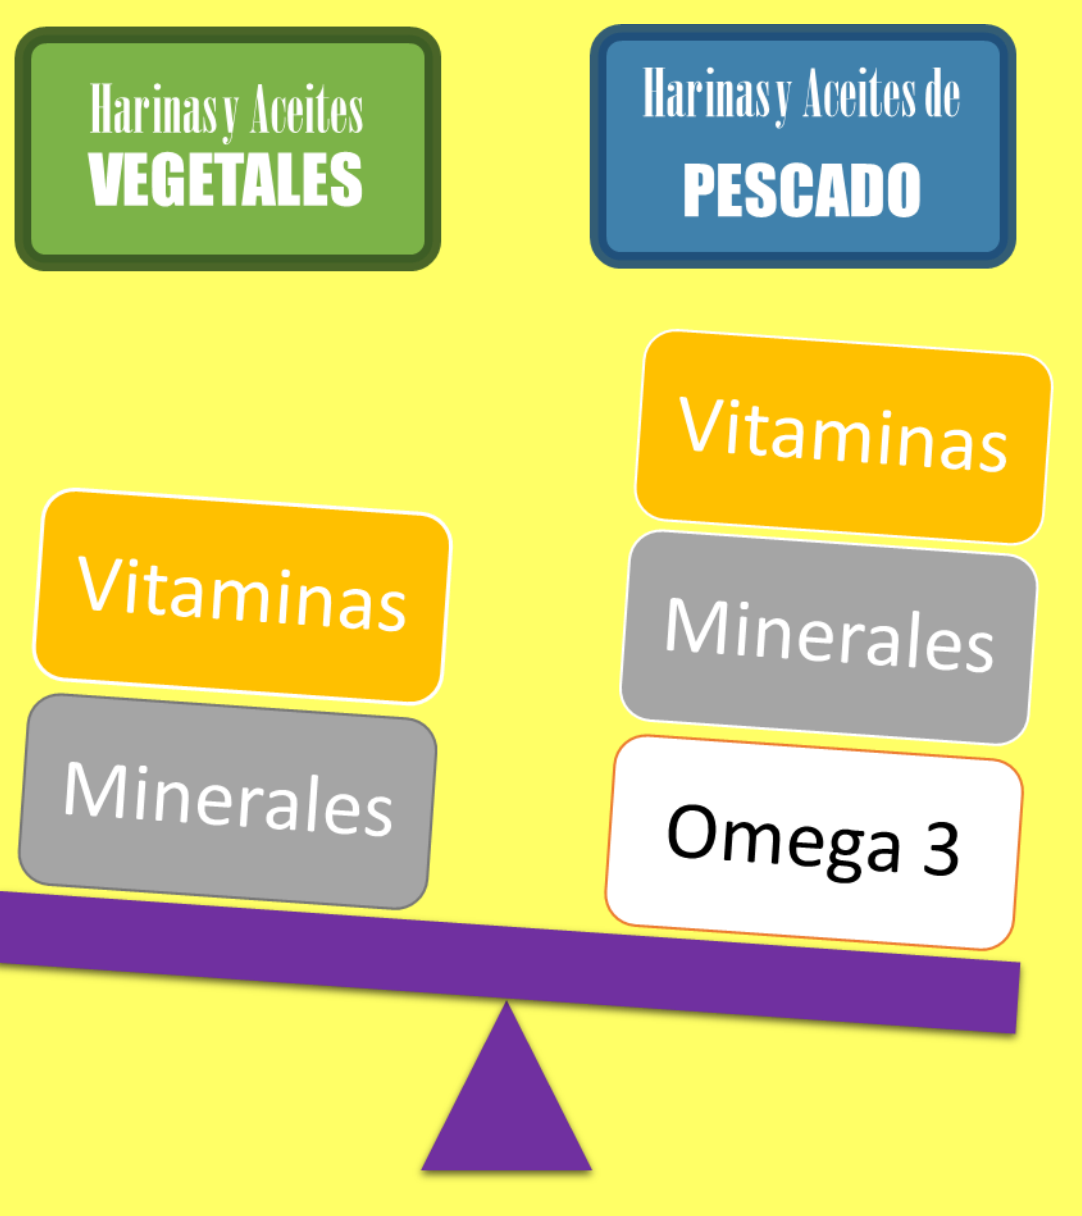 Harinas y Aceites
VEGETALES
Harinas y Aceites de
PESCADO
Vitaminas
Minerales
Vitaminas
Minerales
Omega 3